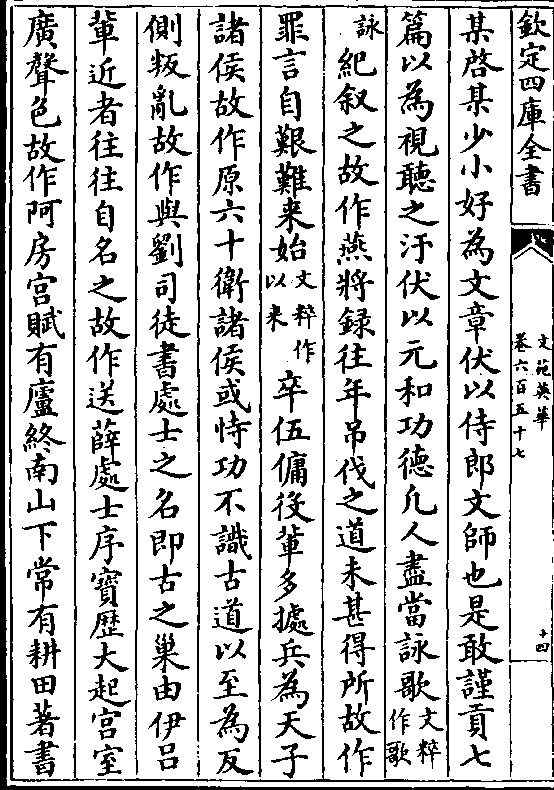 欽定四庫全書
文苑英華
卷六百五十七
十四
某啓某少小好為文章伏以侍郎文師也是敢謹貢七
篇以為視聽之汙伏以元和功德凡人盡當詠歌文粹作歌
詠紀叙之故作燕將録往年吊伐之道未甚得所故作
罪言自艱難来始文粹作以来卒伍傭役輩多據兵為天子
諸侯故作原六十衛諸侯或恃功不識古道以至為反
側叛亂故作與劉司徒書處士之名即古之巢由伊吕
輩近者往往自名之故作送薛處士序寶歴大起宫室
廣聲色故作阿房宫賦有廬終南山下常有耕田著書